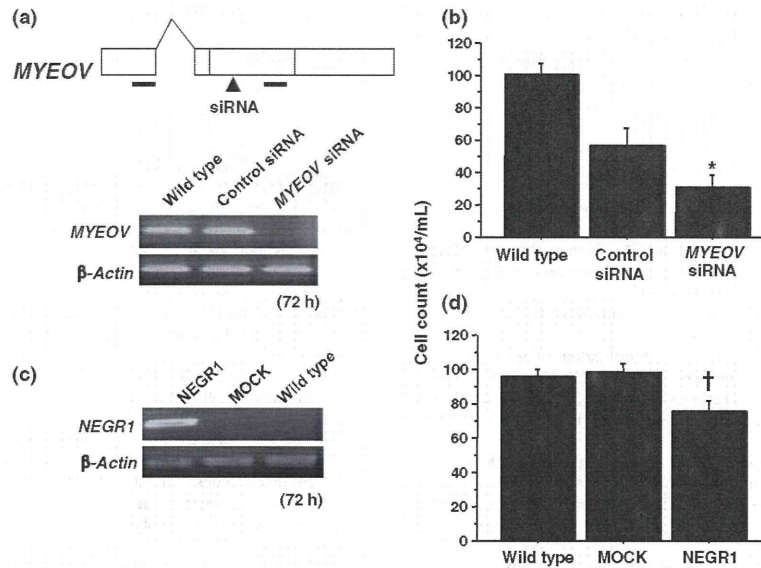 (a)
MYEOV
siRNA
Wild type
Control siRNA
MYEOV siRNA
MYEOV
β-Actin
(72 h)
(c)
NEGR1
MOCK
Wild type
NEGR1
β-Actin
(72 h)
Cell count (x10⁴/mL)
(b)
120
100
80
60
40
20
0
*
Wild type
Control
siRNA
MYEOV
siRNA
(d)
120
100
80
60
40
20
0
†
Wild type
MOCK
NEGR1